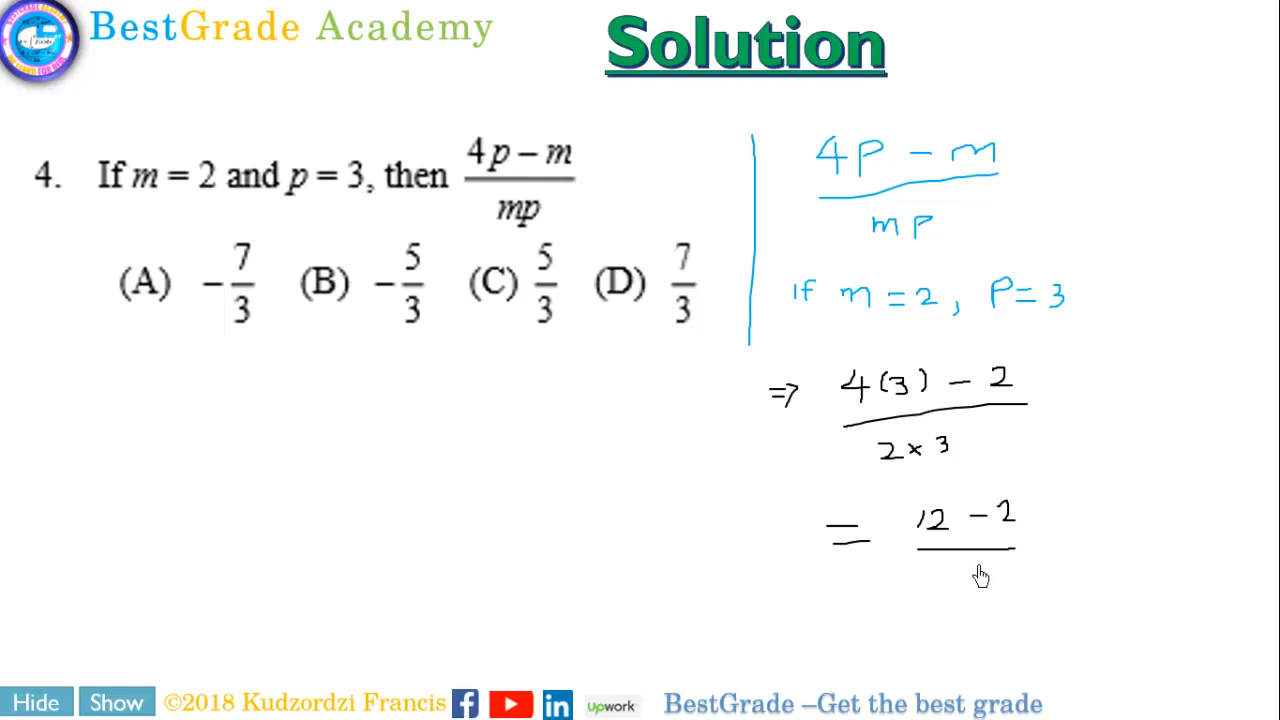 BestGrade Academy
Solution
4. If m = 2 and p = 3, then 4p − m
mp
(A) − 7/3 (B) − 5/3 (C) 5/3 (D) 7/3
4P − m
mP
if m = 2, P = 3
⇒ 4(3) − 2
2 × 3
= 12 − 2
Hide Show ©2018 Kudzordzi Francis upwork BestGrade –Get the best grade